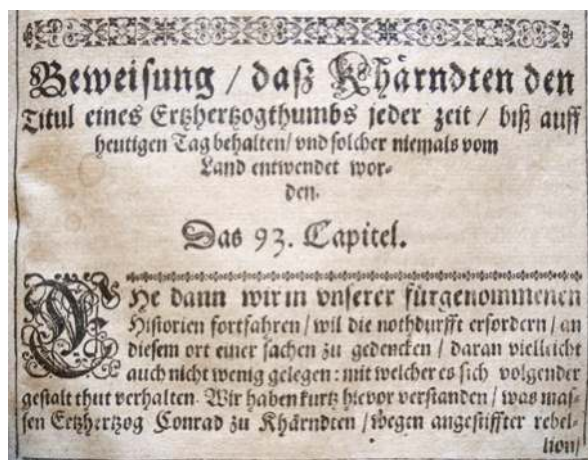 Beweisung / daß Khärndten den
Titul eines Ertzhertzogthumbs jeder zeit / biß auff
heutigen Tag behalten / vnd solcher niemals vom
Land entwendet wor-
den.
Das 93. Capitel.
EHe dann wir in vnserer fürgenommenen
Historien fortfahren / wil die nothdurfft erfordern / an
diesem ort einer sachen zu gedencken / daran vielleicht
auch nicht wenig gelegen: mit welcher es sich volgender
gestalt thut verhalten. Wir haben kurtz hievor verstanden / was mas-
sen Ertzhertzog Conrad zu Khärndten / wegen angestiffter rebel-
lion /